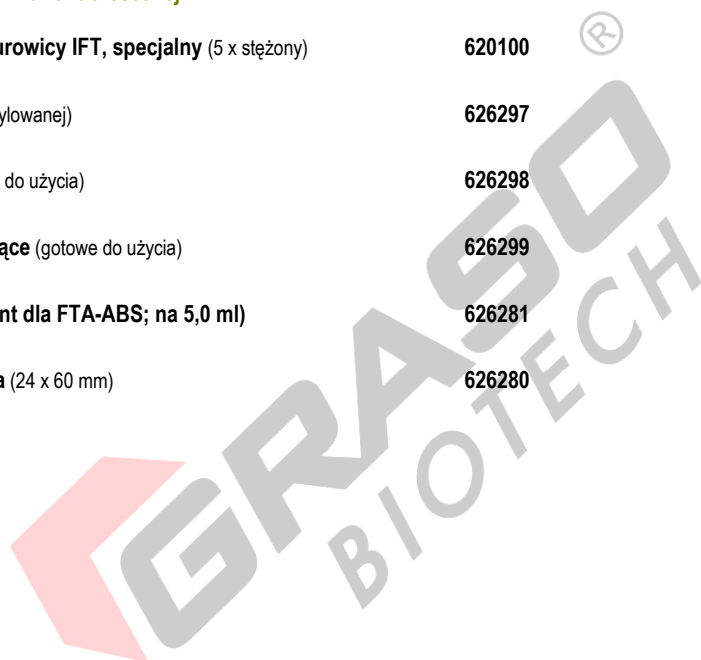 urowicy IFT, specjalny (5 x stężony) 620100
ylowanej) 626297
do użycia) 626298
ące (gotowe do użycia) 626299
nt dla FTA-ABS; na 5,0 ml) 626281
a (24 x 60 mm) 626280
GRASO
BIOTECH
®